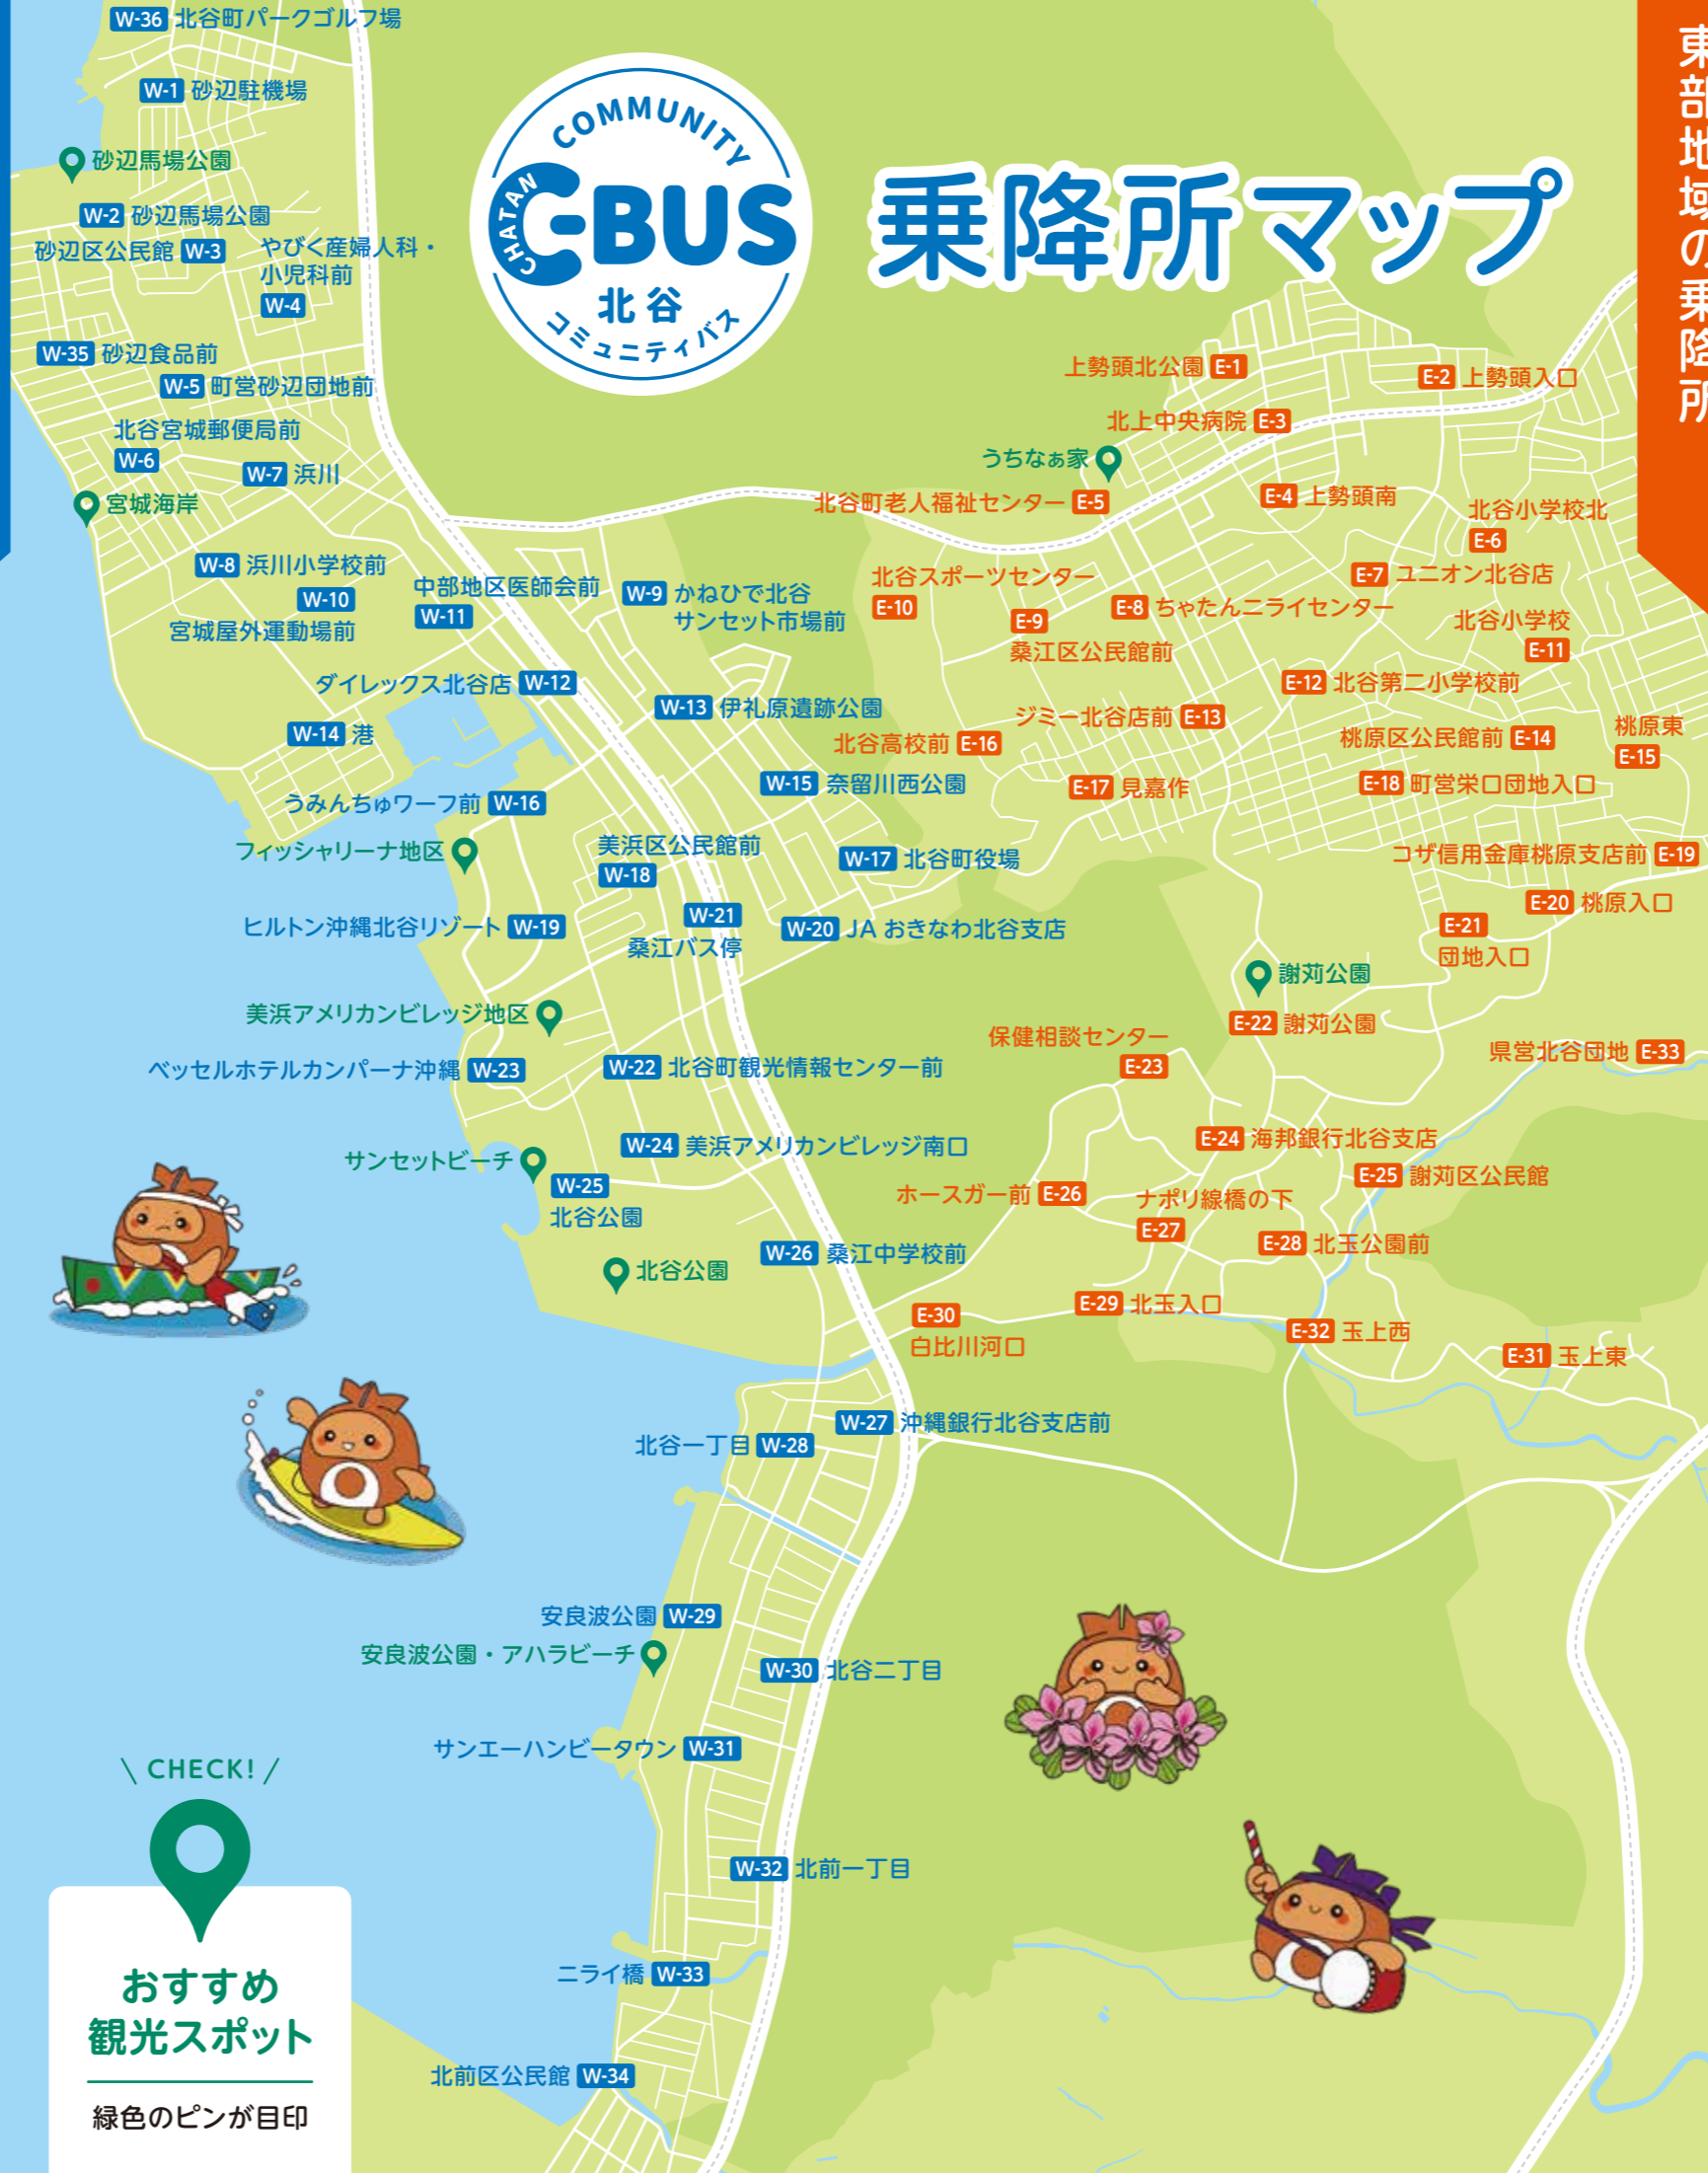 W-36 北谷町パークゴルフ場
W-1 砂辺駐機場
砂辺馬場公園
W-2 砂辺馬場公園
砂辺区公民館 W-3
やびく産婦人科・
小児科前
W-4
W-35 砂辺食品前
W-5 町営砂辺団地前
北谷宮城郵便局前
W-6
W-7 浜川
宮城海岸
W-8 浜川小学校前
W-10
宮城屋外運動場前
中部地区医師会前
W-11
W-9 かねひで北谷
サンセット市場前
ダイレックス北谷店 W-12
W-13 伊礼原遺跡公園
W-14 港
W-15 奈留川西公園
うみんちゅワーフ前 W-16
フィッシャリーナ地区
美浜区公民館前
W-18
W-17 北谷町役場
ヒルトン沖縄北谷リゾート W-19
W-21
桑江バス停
W-20 JA おきなわ北谷支店
美浜アメリカンビレッジ地区
ベッセルホテルカンパーナ沖縄 W-23
W-22 北谷町観光情報センター前
W-24 美浜アメリカンビレッジ南口
サンセットビーチ
W-25
北谷公園
W-26 桑江中学校前
北谷公園
W-27 沖縄銀行北谷支店前
北谷一丁目 W-28
安良波公園 W-29
安良波公園・アハラビーチ
W-30 北谷二丁目
サンエーハンビータウン W-31
W-32 北前一丁目
ニライ橋 W-33
北前区公民館 W-34
COMMUNITY
CHATAN
C-BUS
北谷
コミュニティバス
乗降所マップ
東部地域の乗降所
上勢頭北公園 E-1
E-2 上勢頭入口
北上中央病院 E-3
うちなぁ家
北谷町老人福祉センター E-5
E-4 上勢頭南
北谷小学校北
E-6
北谷スポーツセンター
E-10
E-7 ユニオン北谷店
E-9
桑江区公民館前
E-8 ちゃたんニライセンター
北谷小学校
E-11
E-12 北谷第二小学校前
ジミー北谷店前 E-13
北谷高校前 E-16
桃原区公民館前 E-14
桃原東
E-15
E-17 見嘉作
E-18 町営栄口団地入口
コザ信用金庫桃原支店前 E-19
E-20 桃原入口
E-21
団地入口
謝苅公園
E-22 謝苅公園
保健相談センター
E-23
県営北谷団地 E-33
E-24 海邦銀行北谷支店
E-25 謝苅区公民館
ホースガー前 E-26
ナポリ線橋の下
E-27
E-28 北玉公園前
E-29 北玉入口
E-30
白比川河口
E-32 玉上西
E-31 玉上東
CHECK!
おすすめ
観光スポット
緑色のピンが目印